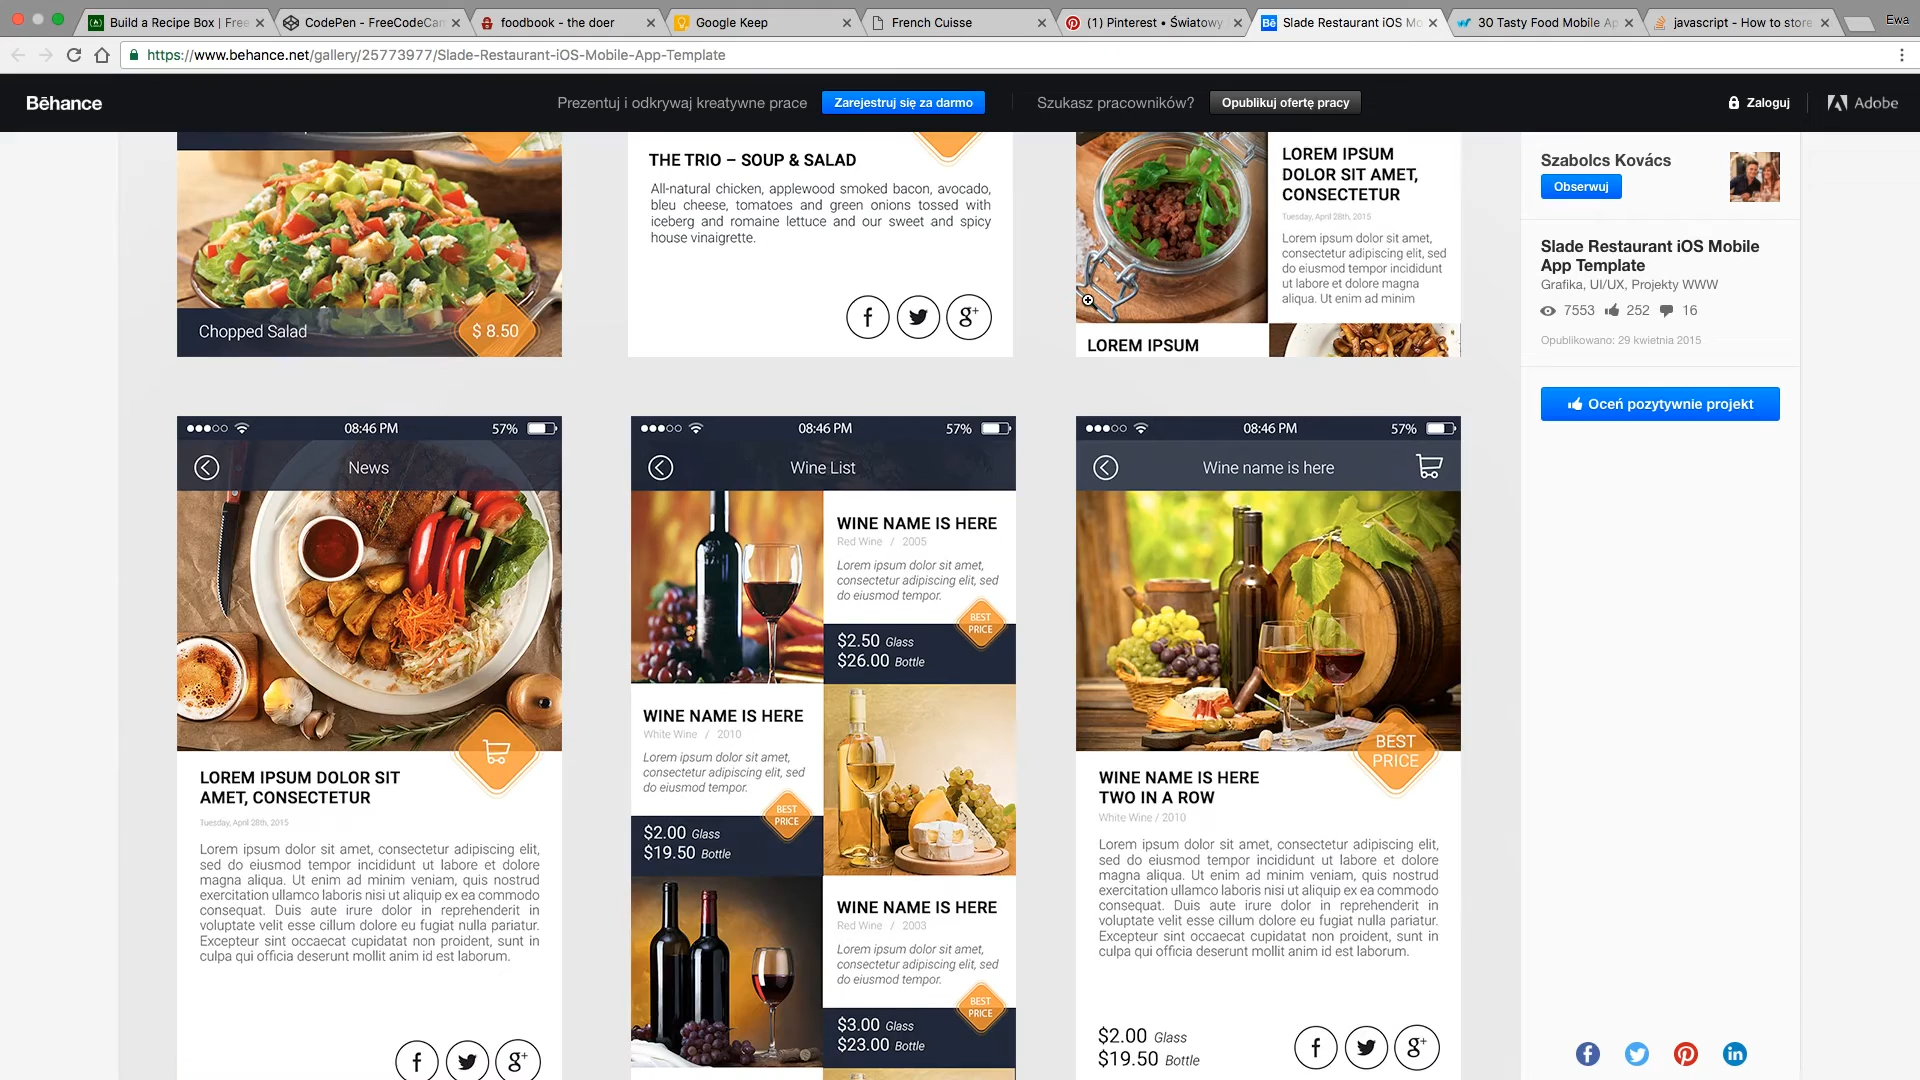 Build a Recipe Box | Free
CodePen - FreeCodeCam
foodbook - the doer
Google Keep
French Cuisse
(1) Pinterest • Światowy
Slade Restaurant iOS Mo
30 Tasty Food Mobile Ap
javascript - How to store
Ewa
https://www.behance.net/gallery/25773977/Slade-Restaurant-iOS-Mobile-App-Template
Bēhance
Prezentuj i odkrywaj kreatywne prace
Zarejestruj się za darmo
Szukasz pracowników?
Opublikuj ofertę pracy
Zaloguj
Adobe
Chopped Salad
$ 8.50
THE TRIO – SOUP & SALAD
All-natural chicken, applewood smoked bacon, avocado,
bleu cheese, tomatoes and green onions tossed with
iceberg and romaine lettuce and our sweet and spicy
house vinaigrette.
LOREM IPSUM
DOLOR SIT AMET,
CONSECTETUR
Tuesday, April 28th, 2015
Lorem ipsum dolor sit amet,
consectetur adipiscing elit, sed
do eiusmod tempor incididunt
ut labore et dolore magna
aliqua. Ut enim ad minim
LOREM IPSUM
Szabolcs Kovács
Obserwuj
Slade Restaurant iOS Mobile
App Template
Grafika, UI/UX, Projekty WWW
7553 252 16
Opublikowano: 29 kwietnia 2015
Oceń pozytywnie projekt
08:46 PM 57%
News
LOREM IPSUM DOLOR SIT
AMET, CONSECTETUR
Tuesday, April 28th, 2015
Lorem ipsum dolor sit amet, consectetur adipiscing elit,
sed do eiusmod tempor incididunt ut labore et dolore
magna aliqua. Ut enim ad minim veniam, quis nostrud
exercitation ullamco laboris nisi ut aliquip ex ea commodo
consequat. Duis aute irure dolor in reprehenderit in
voluptate velit esse cillum dolore eu fugiat nulla pariatur.
Excepteur sint occaecat cupidatat non proident, sunt in
culpa qui officia deserunt mollit anim id est laborum.
08:46 PM 57%
Wine List
WINE NAME IS HERE
Red Wine / 2005
Lorem ipsum dolor sit amet,
consectetur adipiscing elit, sed
do eiusmod tempor.
BEST
PRICE
$2.50 Glass
$26.00 Bottle
WINE NAME IS HERE
White Wine / 2010
Lorem ipsum dolor sit amet,
consectetur adipiscing elit, sed
do eiusmod tempor.
BEST
PRICE
$2.00 Glass
$19.50 Bottle
WINE NAME IS HERE
Red Wine / 2003
Lorem ipsum dolor sit amet,
consectetur adipiscing elit, sed
do eiusmod tempor.
BEST
PRICE
$3.00 Glass
$23.00 Bottle
08:46 PM 57%
Wine name is here
BEST
PRICE
WINE NAME IS HERE
TWO IN A ROW
White Wine / 2010
Lorem ipsum dolor sit amet, consectetur adipiscing elit,
sed do eiusmod tempor incididunt ut labore et dolore
magna aliqua. Ut enim ad minim veniam, quis nostrud
exercitation ullamco laboris nisi ut aliquip ex ea commodo
consequat. Duis aute irure dolor in reprehenderit in
voluptate velit esse cillum dolore eu fugiat nulla pariatur.
Excepteur sint occaecat cupidatat non proident, sunt in
culpa qui officia deserunt mollit anim id est laborum.
$2.00 Glass
$19.50 Bottle